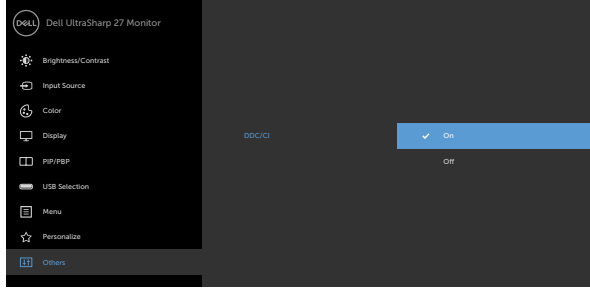 DELL
Dell UltraSharp 27 Monitor
Brightness/Contrast
Input Source
Color
Display
PIP/PBP
USB Selection
Menu
Personalize
Others
DDC/CI
On
Off